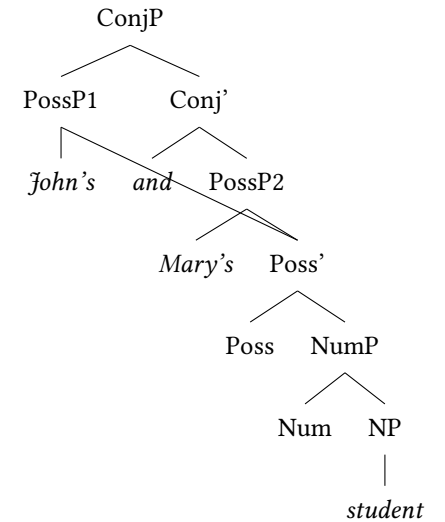 ConjP
PossP1 Conj’
John’s and PossP2
Mary’s Poss’
Poss NumP
Num NP
student